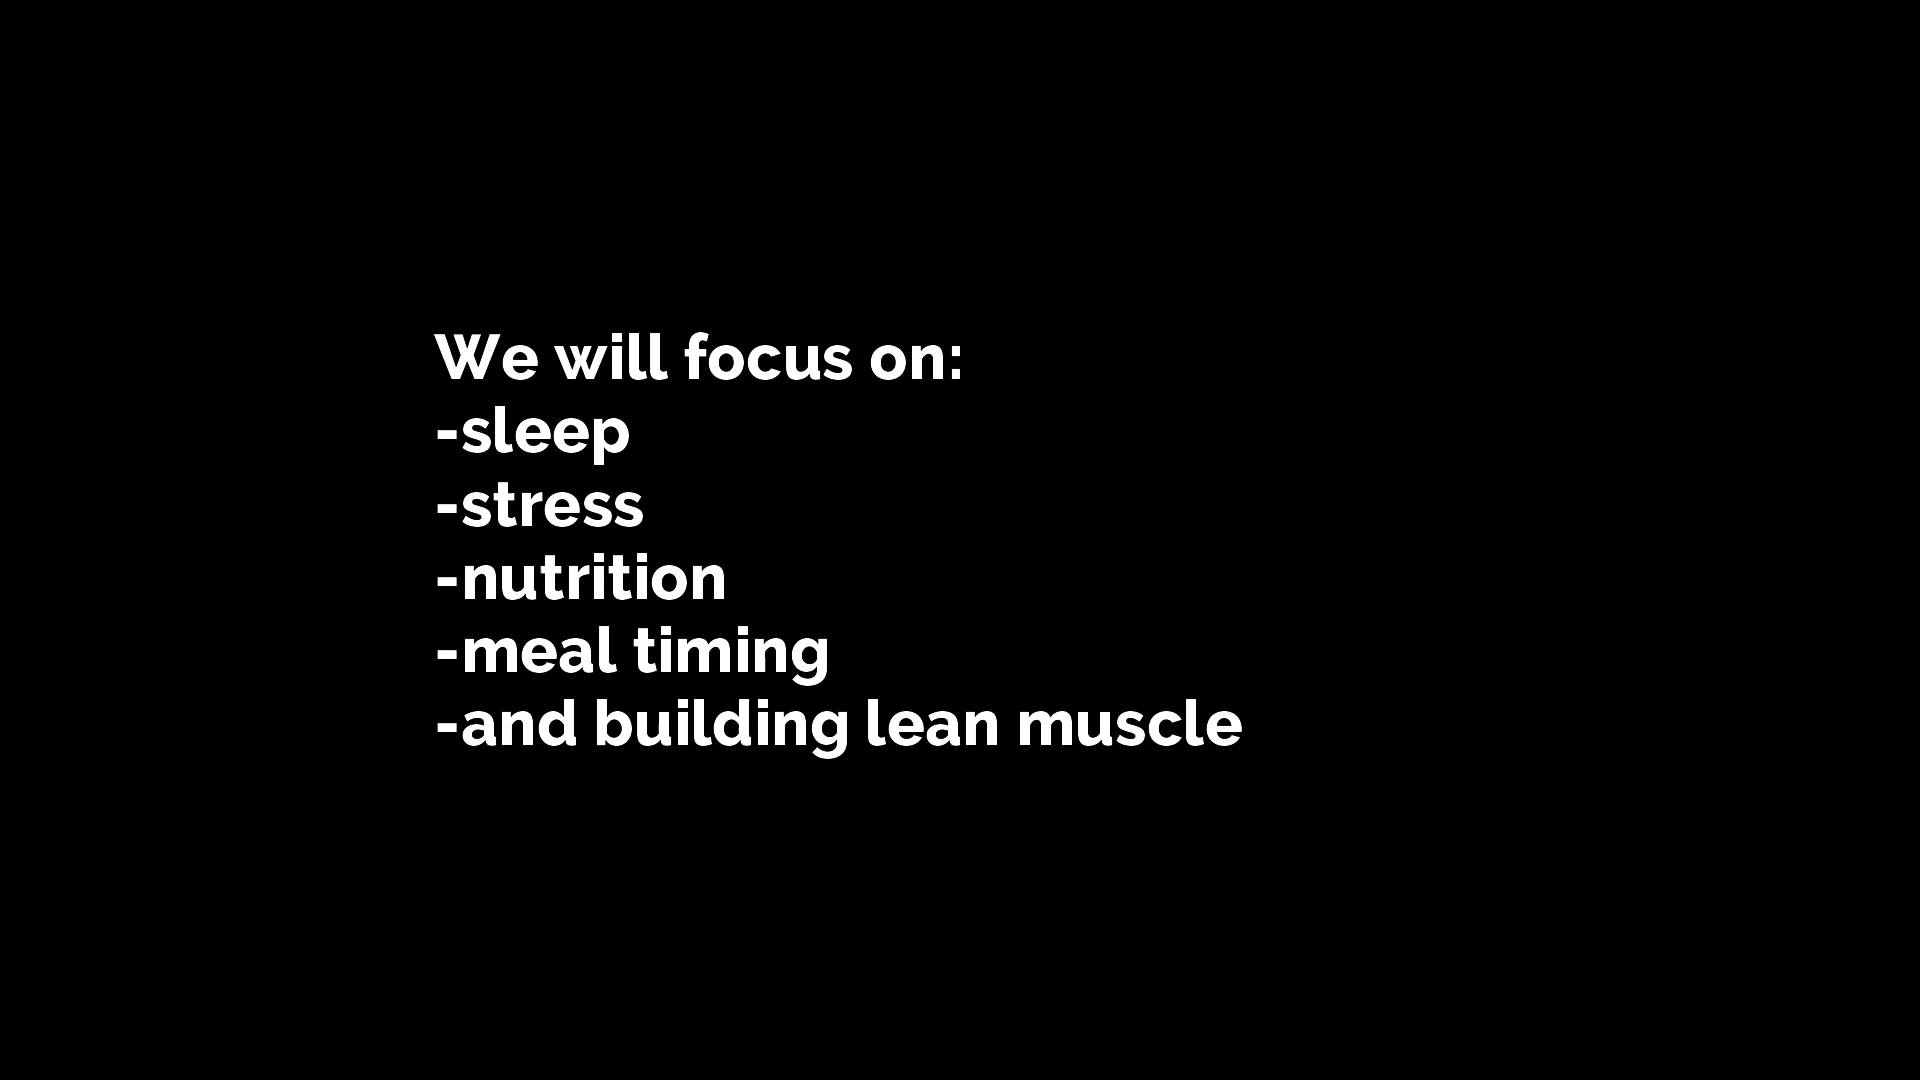 We will focus on:
-sleep
-stress
-nutrition
-meal timing
-and building lean muscle